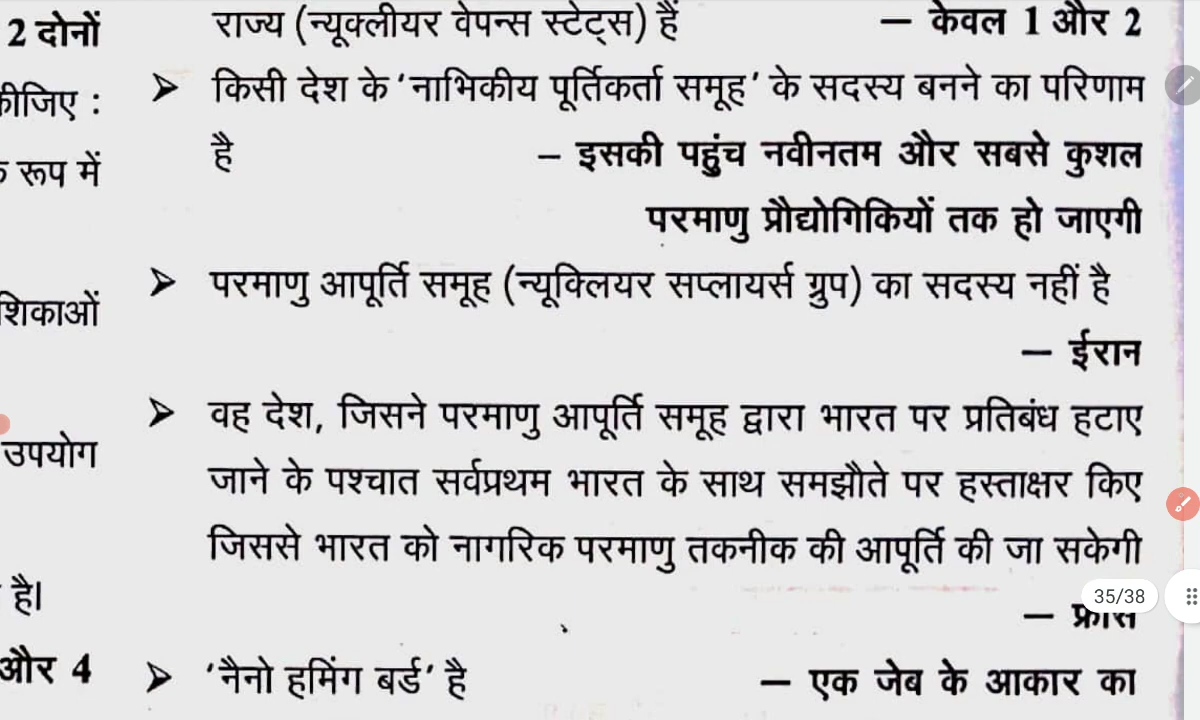 2 दोनों
कीजिए :
रूप में
शिकाओं
उपयोग
है।
और 4
राज्य (न्यूक्लीयर वेपन्स स्टेट्स) हैं – केवल 1 और 2
➤ किसी देश के 'नाभिकीय पूर्तिकर्ता समूह' के सदस्य बनने का परिणाम
है – इसकी पहुंच नवीनतम और सबसे कुशल
परमाणु प्रौद्योगिकियों तक हो जाएगी
➤ परमाणु आपूर्ति समूह (न्यूक्लियर सप्लायर्स ग्रुप) का सदस्य नहीं है
– ईरान
➤ वह देश, जिसने परमाणु आपूर्ति समूह द्वारा भारत पर प्रतिबंध हटाए
जाने के पश्चात सर्वप्रथम भारत के साथ समझौते पर हस्ताक्षर किए
जिससे भारत को नागरिक परमाणु तकनीक की आपूर्ति की जा सकेगी
– फ्रांस
➤ 'नैनो हमिंग बर्ड' है – एक जेब के आकार का
35/38